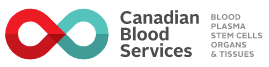 Canadian
Blood
Services
BLOOD
PLASMA
STEM CELLS
ORGANS
& TISSUES